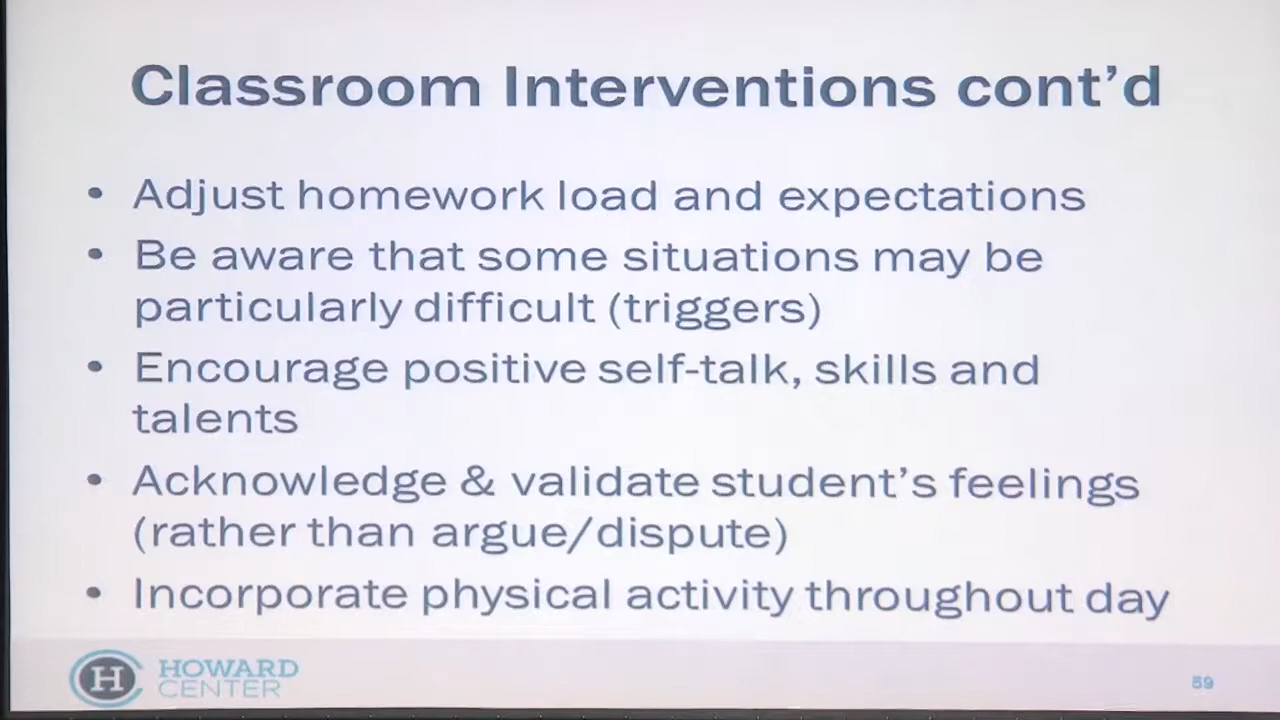 Classroom Interventions cont’d
• Adjust homework load and expectations
• Be aware that some situations may be
particularly difficult (triggers)
• Encourage positive self-talk, skills and
talents
• Acknowledge & validate student’s feelings
(rather than argue/dispute)
• Incorporate physical activity throughout day
H HOWARD
CENTER
59